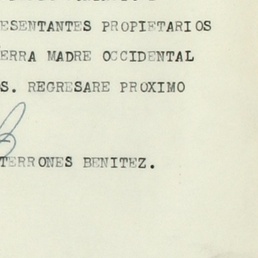 ESENTANTES PROPIETARIOS
ERRA MADRE OCCIDENTAL
S. REGRESARE PROXIMO
TERRONES BENITEZ.